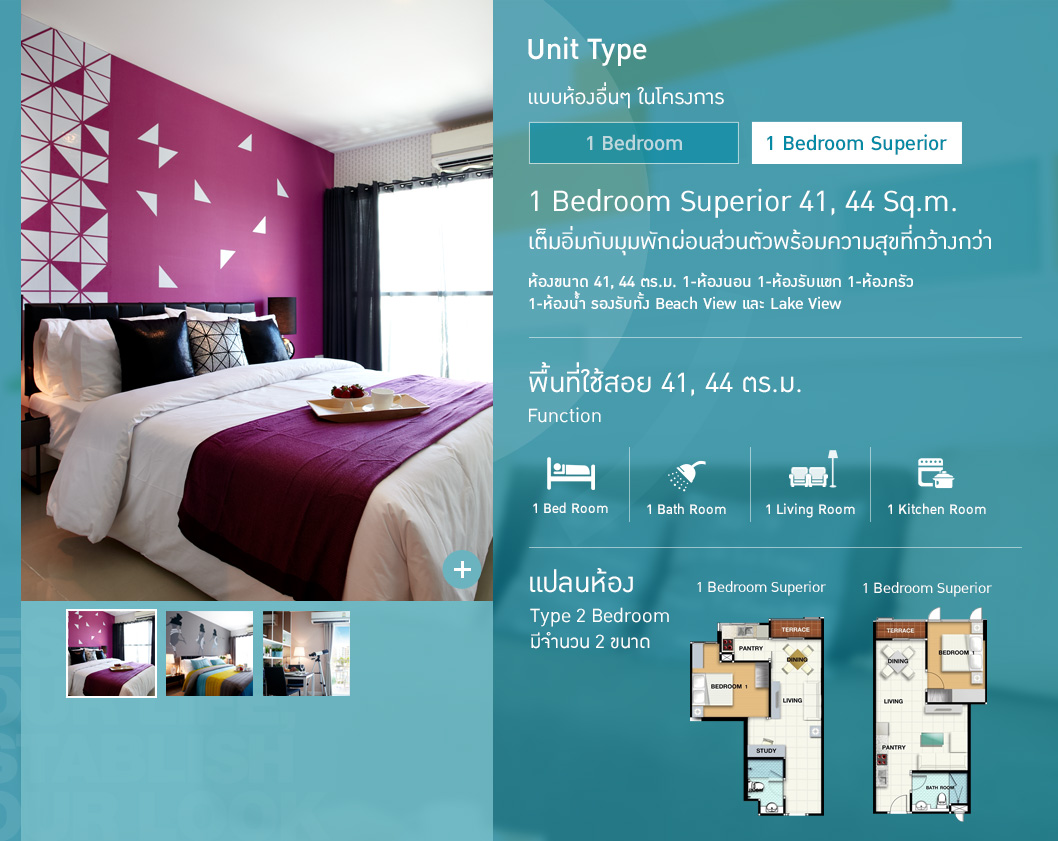 Unit Type
แบบห้องอื่นๆ ในโครงการ
1 Bedroom
1 Bedroom Superior
1 Bedroom Superior 41, 44 Sq.m.
เต็มอิ่มกับมุมพักผ่อนส่วนตัวพร้อมความสุขที่กว้างกว่า
ห้องขนาด 41, 44 ตร.ม. 1-ห้องนอน 1-ห้องรับแขก 1-ห้องครัว
1-ห้องน้ำ รองรับทั้ง Beach View และ Lake View
พื้นที่ใช้สอย 41, 44 ตร.ม.
Function
1 Bed Room
1 Bath Room
1 Living Room
1 Kitchen Room
แปลนห้อง
Type 2 Bedroom
มีจำนวน 2 ขนาด
1 Bedroom Superior
TERRACE
PANTRY
DINING
BEDROOM 1
LIVING
STUDY
1 Bedroom Superior
TERRACE
BEDROOM 1
DINING
LIVING
PANTRY
BATH ROOM